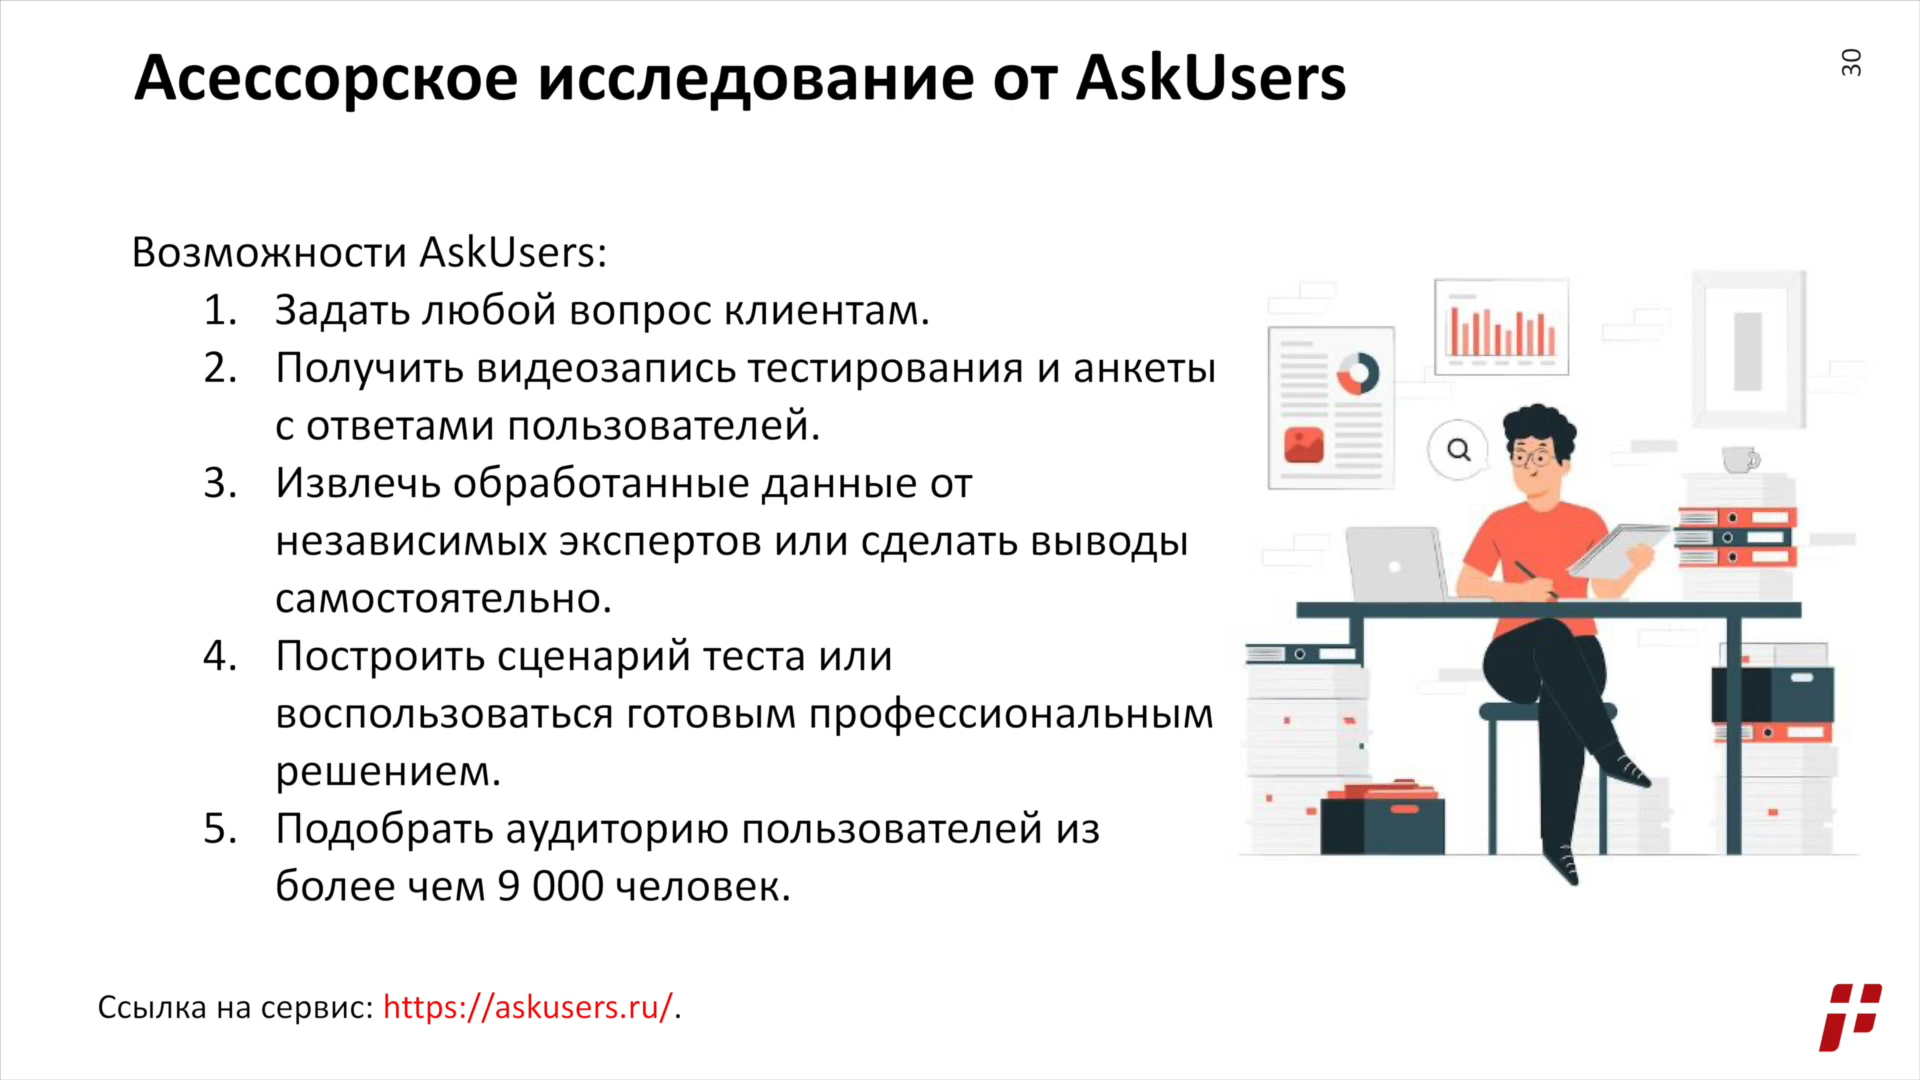 Асессорское исследование от AskUsers
30
Возможности AskUsers:
1. Задать любой вопрос клиентам.
2. Получить видеозапись тестирования и анкеты
с ответами пользователей.
3. Извлечь обработанные данные от
независимых экспертов или сделать выводы
самостоятельно.
4. Построить сценарий теста или
воспользоваться готовым профессиональным
решением.
5. Подобрать аудиторию пользователей из
более чем 9 000 человек.
Ссылка на сервис: https://askusers.ru/.